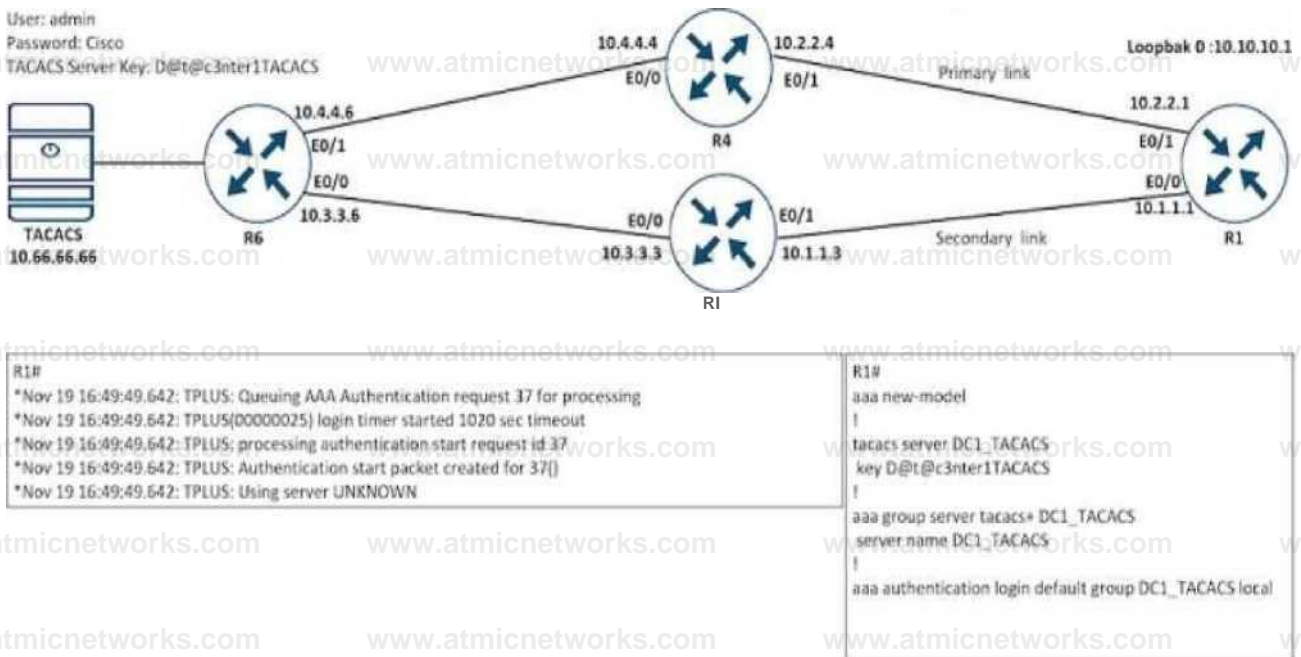 User: admin
Password: Cisco
TACACS Server Key: D@t@c3nter1TACACS
www.atmicnetworks.com
10.4.4.4
10.2.2.4
Loopbak 0 :10.10.10.1
E0/0
E0/1
Primary link
10.4.4.6
10.2.2.1
E0/1
R4
E0/1
E0/0
E0/0
10.3.3.6
E0/0
E0/1
10.1.1.1
TACACS
R6
Secondary link
R1
10.66.66.66
10.3.3.3
10.1.1.3
RI
R1#
*Nov 19 16:49:49.642: TPLUS: Queuing AAA Authentication request 37 for processing
*Nov 19 16:49:49.642: TPLUS(00000025) login timer started 1020 sec timeout
*Nov 19 16:49:49.642: TPLUS: processing authentication start request id 37
*Nov 19 16:49:49.642: TPLUS: Authentication start packet created for 37()
*Nov 19 16:49:49.642: TPLUS: Using server UNKNOWN
R1#
aaa new-model
!
tacacs server DC1_TACACS
key D@t@c3nter1TACACS
!
aaa group server tacacs+ DC1_TACACS
server name DC1_TACACS
!
aaa authentication login default group DC1_TACACS local
www.atmicnetworks.com